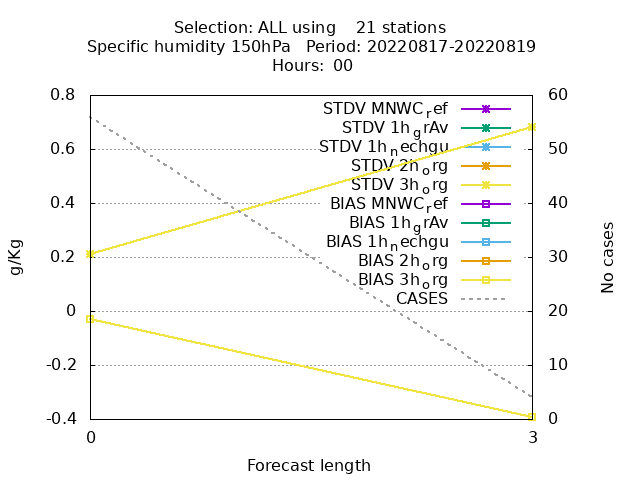 Selection: ALL using    21 stations
Specific humidity 150hPa   Period: 20220817-20220819
Hours:  00
0.8
0.6
0.4
0.2
0
-0.2
-0.4
g/Kg
STDV MNWC_ref
STDV 1h_grAv
STDV 1h_nechgu
STDV 2h_org
STDV 3h_org
BIAS MNWC_ref
BIAS 1h_grAv
BIAS 1h_nechgu
BIAS 2h_org
BIAS 3h_org
CASES
60
50
40
30
20
10
0
No cases
0 3
Forecast length